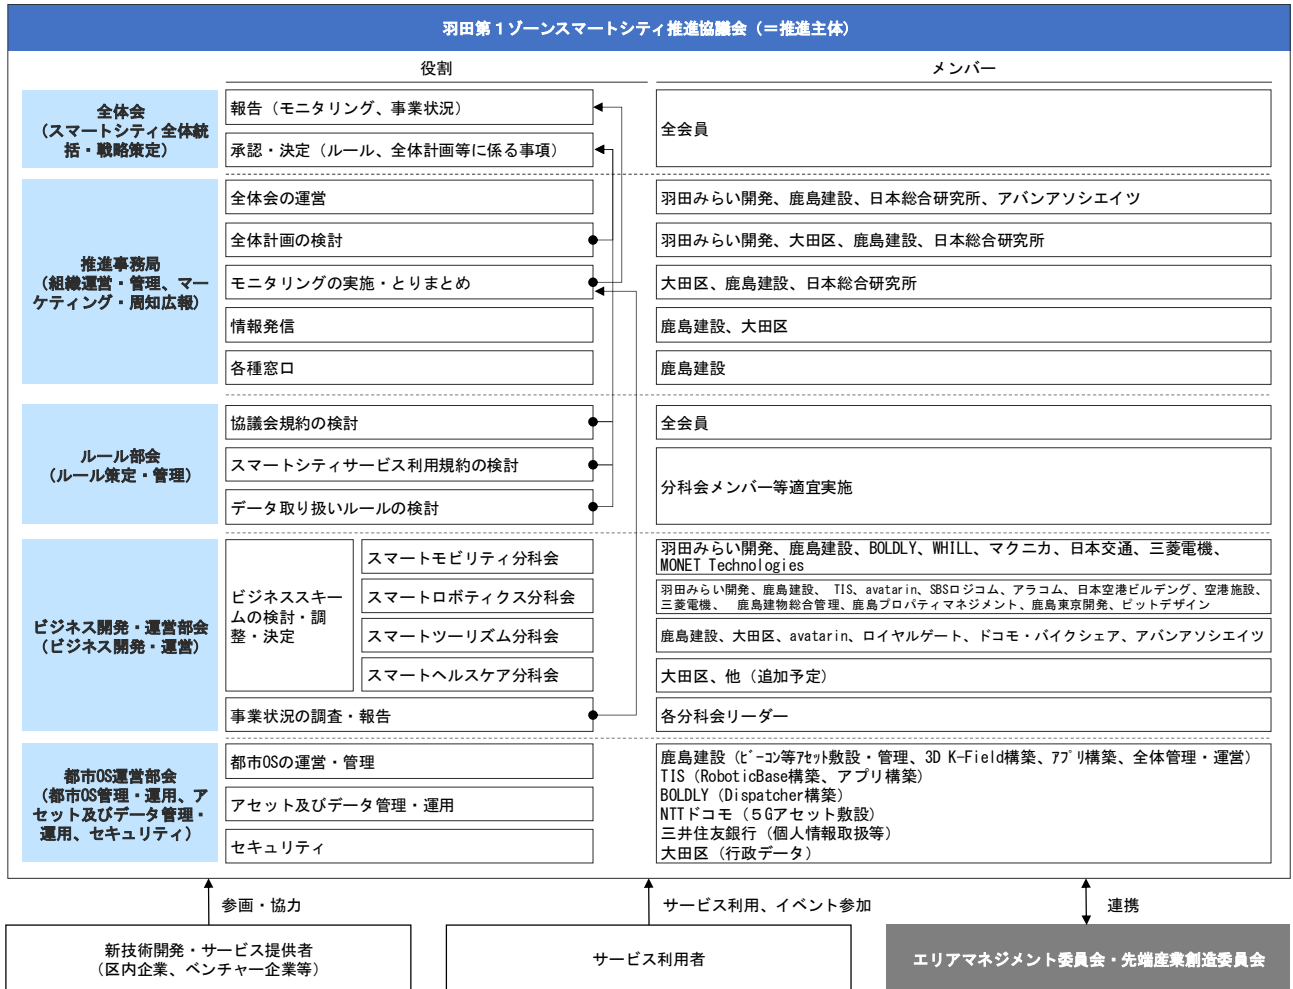 羽田第１ゾーンスマートシティ推進協議会（＝推進主体）
役割
メンバー
全体会
（スマートシティ全体統
括・戦略策定）
報告（モニタリング、事業状況）
承認・決定（ルール、全体計画等に係る事項）
全会員
推進事務局
（組織運営・管理、マー
ケティング・周知広報）
全体会の運営
羽田みらい開発、鹿島建設、日本総合研究所、アバンアソシエイツ
全体計画の検討
羽田みらい開発、大田区、鹿島建設、日本総合研究所
モニタリングの実施・とりまとめ
大田区、鹿島建設、日本総合研究所
情報発信
鹿島建設、大田区
各種窓口
鹿島建設
ルール部会
（ルール策定・管理）
協議会規約の検討
全会員
スマートシティサービス利用規約の検討
データ取り扱いルールの検討
分科会メンバー等適宜実施
ビジネス開発・運営部会
（ビジネス開発・運営）
ビジネススキー
ムの検討・調
整・決定
スマートモビリティ分科会
羽田みらい開発、鹿島建設、BOLDLY、WHILL、マクニカ、日本交通、三菱電機、
MONET Technologies
スマートロボティクス分科会
羽田みらい開発、鹿島建設、 TIS、avatarin、SBSロジコム、アラコム、日本空港ビルデング、空港施設、
三菱電機、 鹿島建物総合管理、鹿島プロパティマネジメント、鹿島東京開発、ピットデザイン
スマートツーリズム分科会
鹿島建設、大田区、avatarin、ロイヤルゲート、ドコモ・バイクシェア、アバンアソシエイツ
スマートヘルスケア分科会
大田区、他（追加予定）
事業状況の調査・報告
各分科会リーダー
都市OS運営部会
（都市OS管理・運用、ア
セット及びデータ管理・
運用、セキュリティ）
都市OSの運営・管理
アセット及びデータ管理・運用
セキュリティ
鹿島建設（ﾋﾞｰｺﾝ等ｱｾｯﾄ敷設・管理、3D K-Field構築、ｱﾌﾟﾘ構築、全体管理・運営）
TIS（RoboticBase構築、アプリ構築）
BOLDLY（Dispatcher構築）
NTTドコモ（５Gアセット敷設）
三井住友銀行（個人情報取扱等）
大田区（行政データ）
参画・協力
サービス利用、イベント参加
連携
新技術開発・サービス提供者
（区内企業、ベンチャー企業等）
サービス利用者
エリアマネジメント委員会・先端産業創造委員会